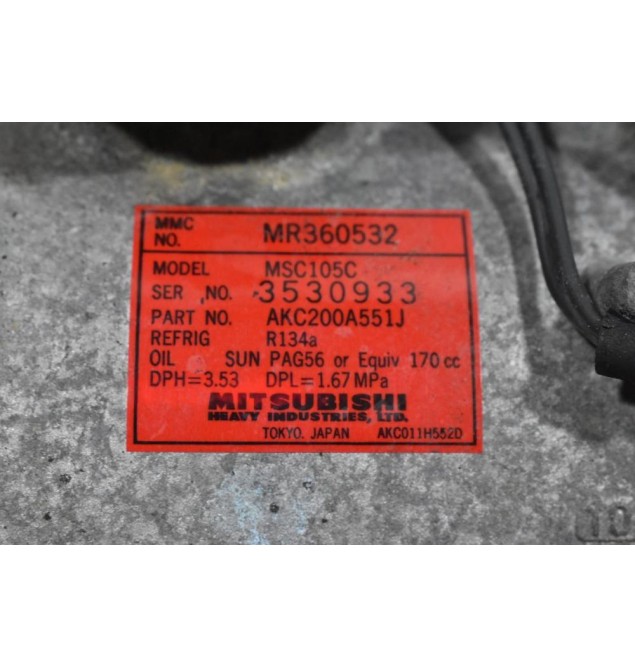 MMC NO. MR360532
MODEL MSC105C
SER NO. 3530933
PART NO. AKC200A551J
REFRIG R134a
OIL SUN PAG56 or Equiv 170 cc
DPH=3.53 DPL=1.67 MPa
MITSUBISHI
HEAVY INDUSTRIES, LTD.
TOKYO. JAPAN AKC011H552D
10